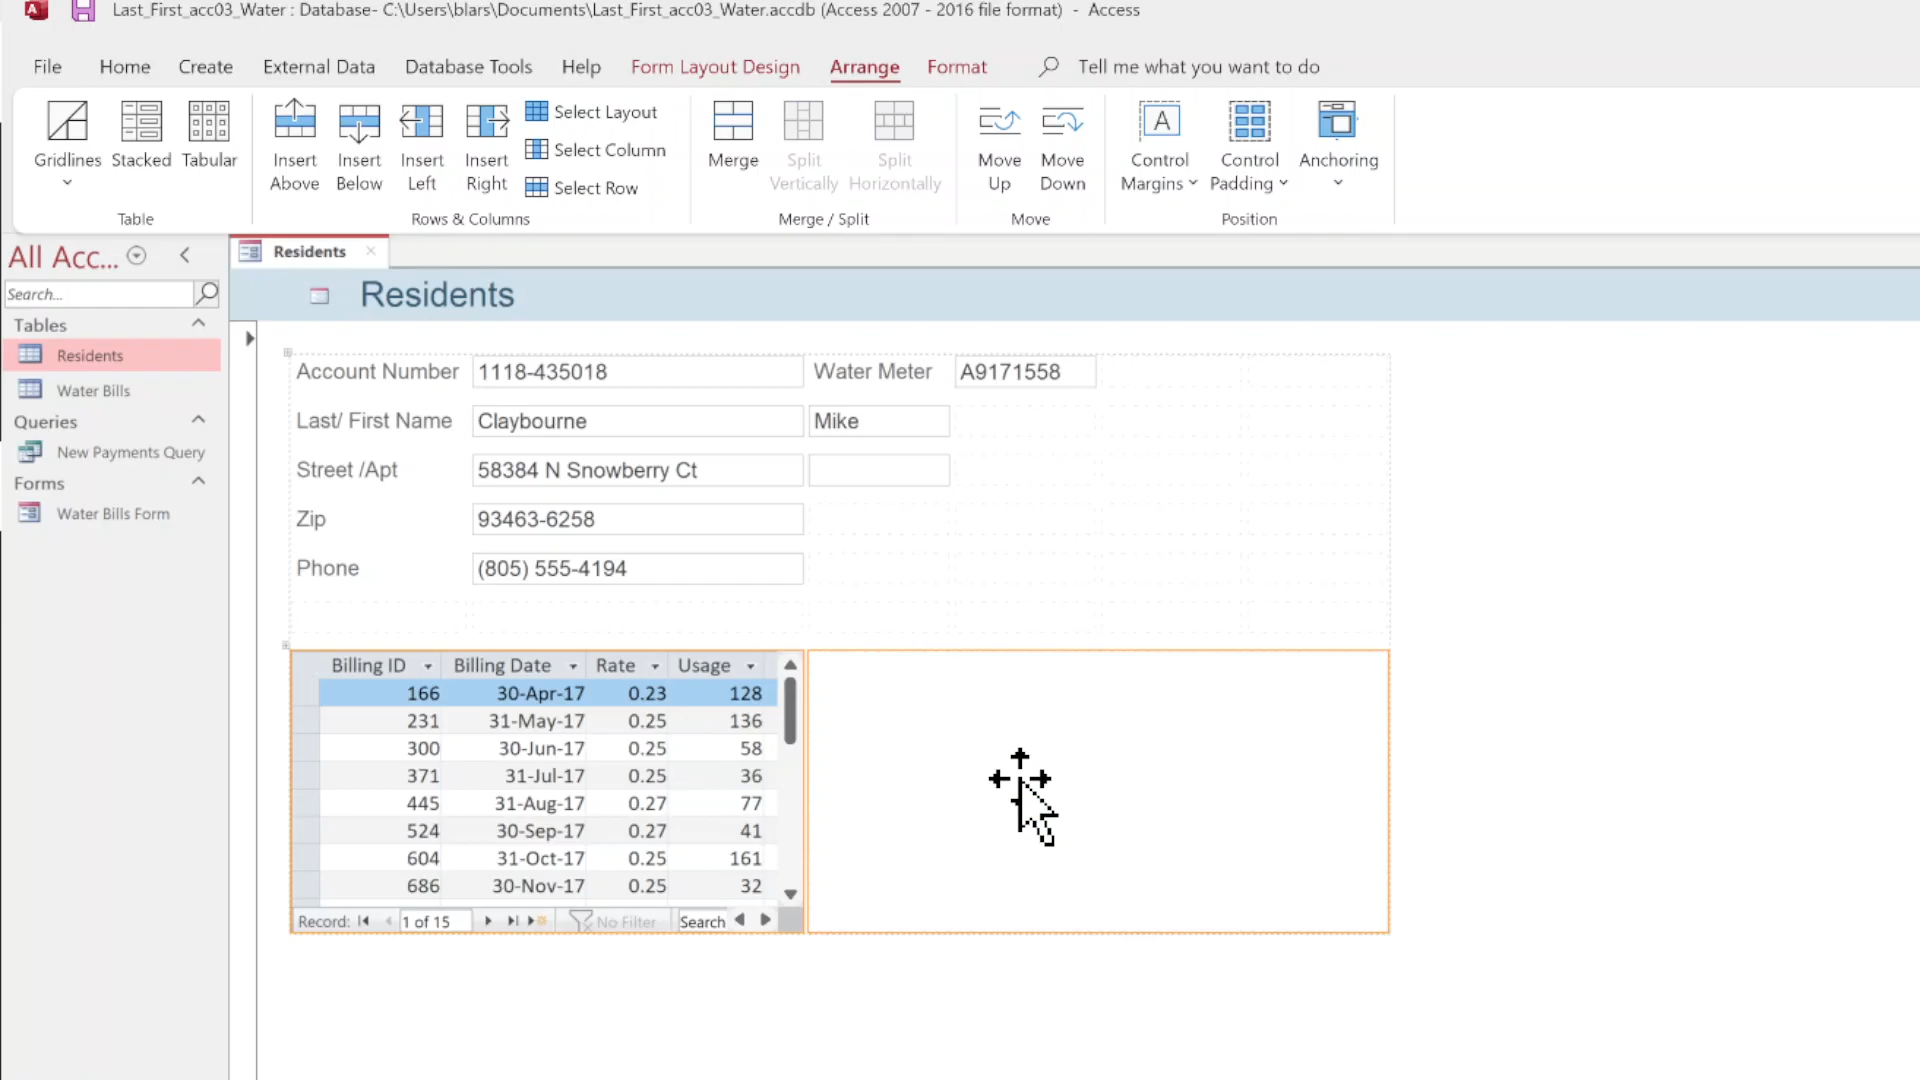 Last_First_acc03_Water : Database- C:\Users\blars\Documents\Last_First_acc03_Water.accdb (Access 2007 - 2016 file format) - Access
File Home Create External Data Database Tools Help Form Layout Design Arrange Format Tell me what you want to do
Gridlines Stacked Tabular
Table
Insert Above Insert Below Insert Left Insert Right
Select Layout
Select Column
Select Row
Rows & Columns
Merge Split Vertically Split Horizontally
Merge / Split
Move Up Move Down
Move
Control Margins Control Padding Anchoring
Position
All Acc...
Search...
Tables
Residents
Water Bills
Queries
New Payments Query
Forms
Water Bills Form
Residents
Residents
Account Number 1118-435018 Water Meter A9171558
Last/ First Name Claybourne Mike
Street /Apt 58384 N Snowberry Ct
Zip 93463-6258
Phone (805) 555-4194
Billing ID Billing Date Rate Usage
166 30-Apr-17 0.23 128
231 31-May-17 0.25 136
300 30-Jun-17 0.25 58
371 31-Jul-17 0.25 36
445 31-Aug-17 0.27 77
524 30-Sep-17 0.27 41
604 31-Oct-17 0.25 161
686 30-Nov-17 0.25 32
Record: 1 of 15 No Filter Search